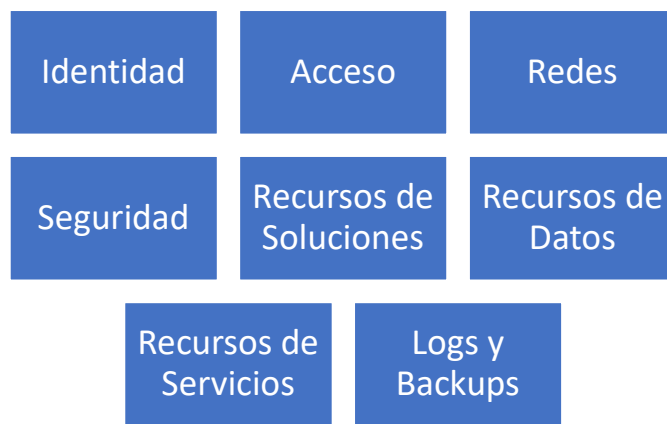 Identidad
Acceso
Redes
Seguridad
Recursos de
Soluciones
Recursos de
Datos
Recursos de
Servicios
Logs y
Backups